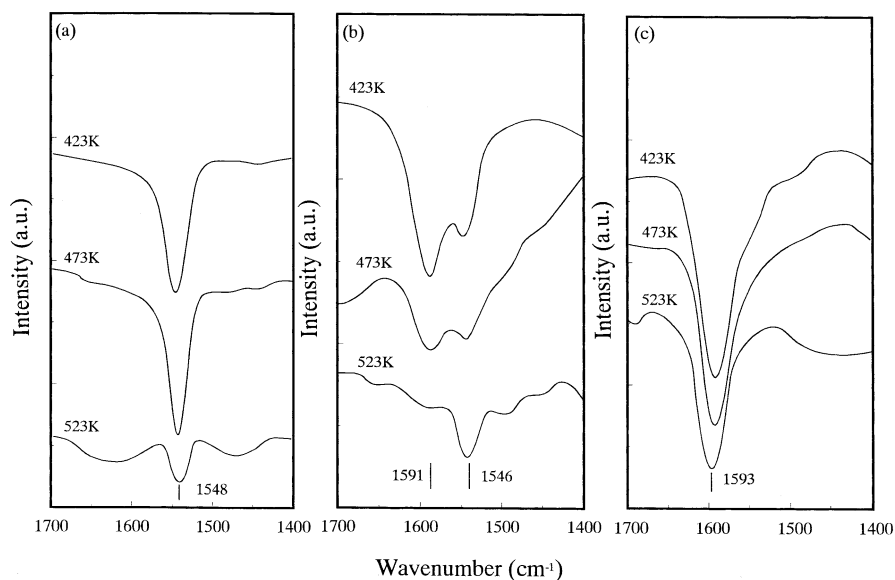 (a)
423K
473K
523K
1548
1700 1600 1500 1400
Intensity (a.u.)
(b)
423K
473K
523K
1591 1546
1700 1600 1500 1400
Intensity (a.u.)
(c)
423K
473K
523K
1593
1700 1600 1500 1400
Intensity (a.u.)
Wavenumber (cm-1)